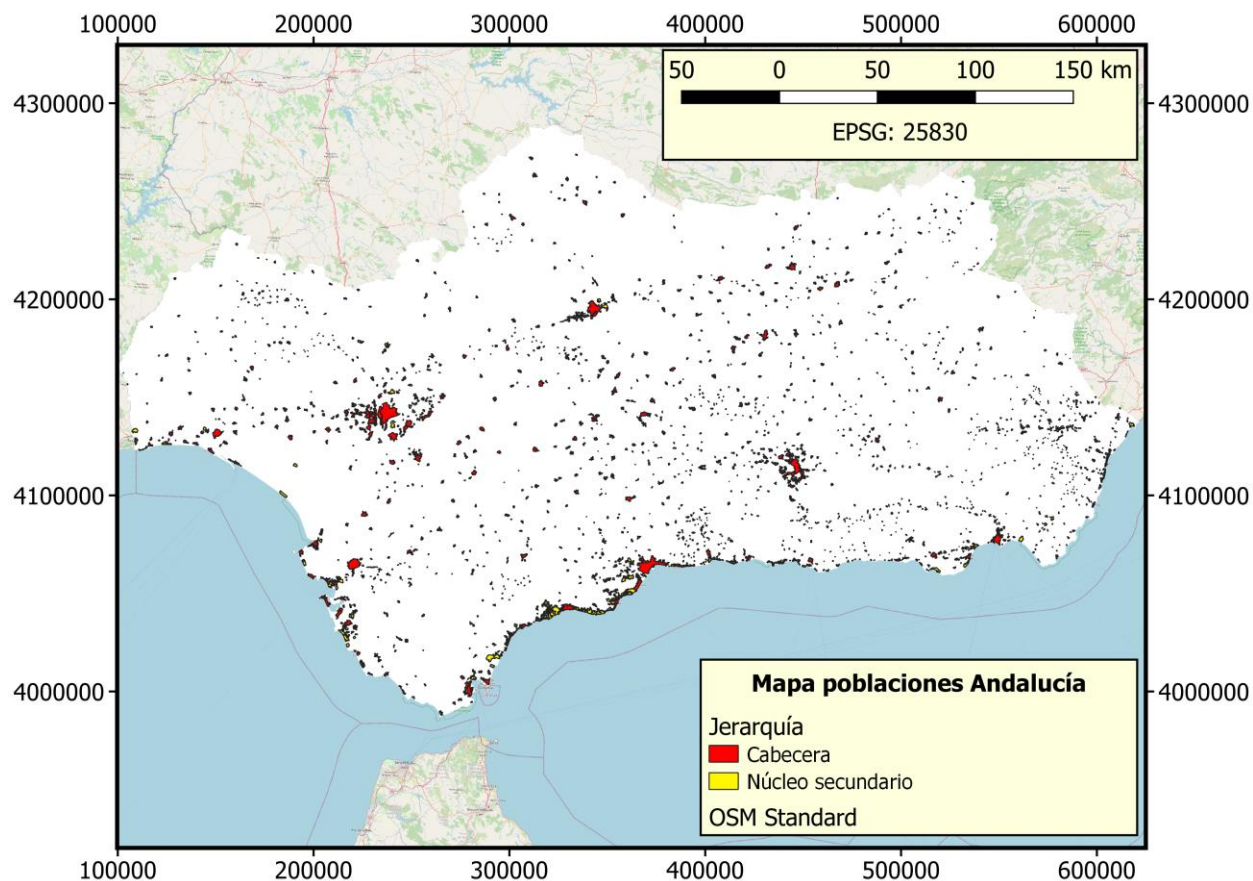 100000 200000 300000 400000 500000 600000
50 0 50 100 150 km
EPSG: 25830
4300000 4300000
4200000 4200000
4100000 4100000
4000000 4000000
Mapa poblaciones Andalucía
Jerarquía
Cabecera
Núcleo secundario
OSM Standard
100000 200000 300000 400000 500000 600000